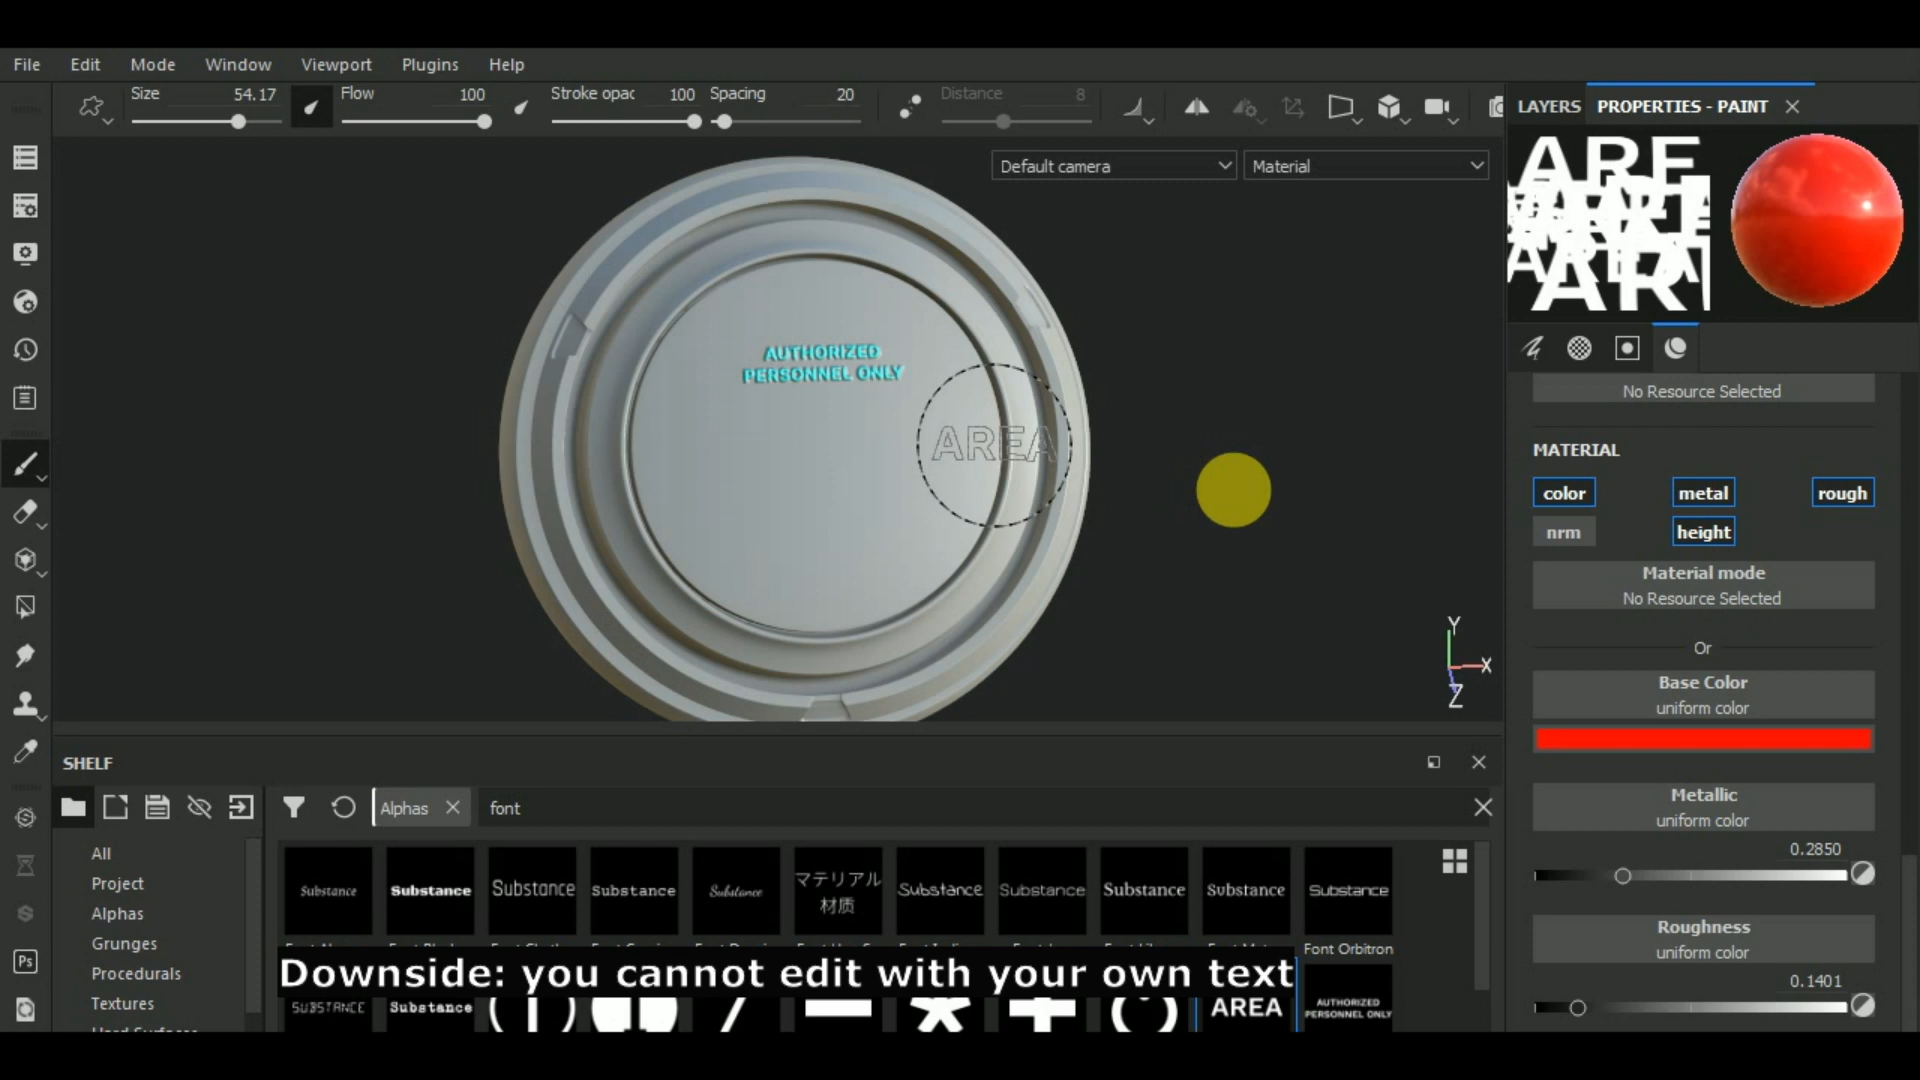 File Edit Mode Window Viewport Plugins Help
Size 54.17 Flow 100 Stroke opac 100 Spacing 20 Distance 8
LAYERS PROPERTIES - PAINT
Default camera Material
ARE
AREA
ARI
AUTHORIZED
PERSONNEL ONLY
AREA
No Resource Selected
MATERIAL
color metal rough
nrm height
Material mode
No Resource Selected
Or
Base Color
uniform color
Metallic
uniform color
0.2850
Roughness
uniform color
0.1401
Y
X
Z
SHELF
Alphas font
All
Project
Alphas
Grunges
Procedurals
Textures
Substance Substance Substance Substance Substance マテリアル Substance Substance Substance Substance Substance
材质
Font Orbitron
Downside: you cannot edit with your own text
SUBSTANCE Substance AREA AUTHORIZED
PERSONNEL ONLY
Ps